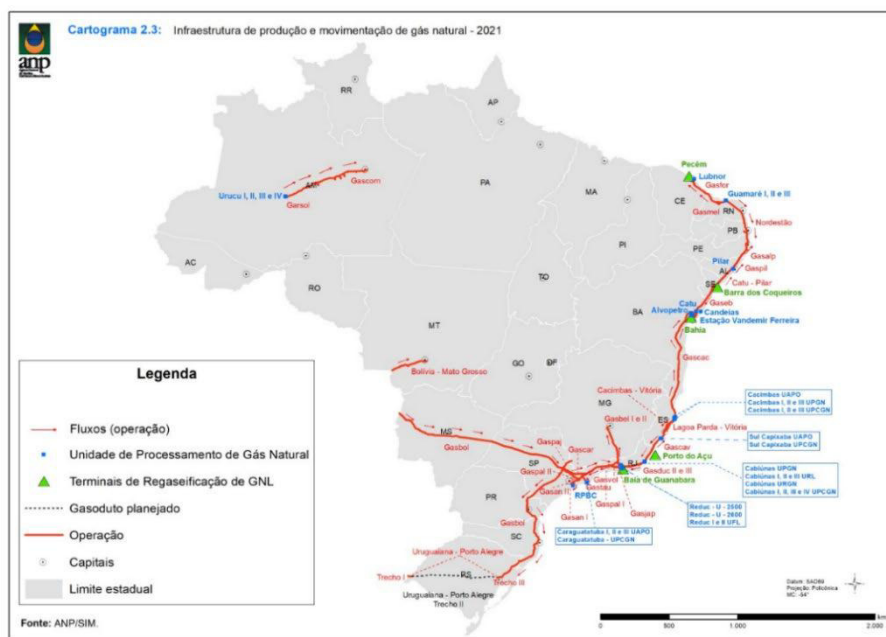 anp
Cartograma 2.3: Infraestrutura de produção e movimentação de gás natural - 2021
RR
AP
Pecém
Lubnor
Gasfor
Guamaré I, II e III
AM
Gascom
Urucu I, II, III e IV
Garsol
PA
MA
CE
Gasmel
RN
Nordestão
PB
PI
PE
Gasalp
AC
Pilar
AL
Gaspil
RO
TO
SE
Catu - Pilar
Barra dos Coqueiros
BA
Catu
Gaseb
Alvopetro
Candeias
Estação Vandemir Ferreira
Bahia
MT
GO
DF
Gascac
Bolívia - Mato Grosso
Legenda
Fluxos (operação)
Unidade de Processamento de Gás Natural
Terminais de Regaseificação de GNL
Gasoduto planejado
Operação
Capitais
Limite estadual
MG
Cacimbas - Vitória
ES
Cacimbas UAPO
Cacimbas I, II e III UPGN
Cacimbas I, II e III UPCGN
Gasbel I e II
Lagoa Parda - Vitória
MS
Gasbol
Gaspaj
Gascar
Gascav
Sul Capixaba UAPO
Sul Capixaba UPCGN
SP
Gaspal II
RJ
Porto do Açu
Gasduc II e III
Baía de Guanabara
Cabiúnas UPGN
Cabiúnas I, II e III URL
Cabiúnas URGN
Cabiúnas I, II, III e IV UPCGN
PR
Gasan II
RPBC
Gasvol
Gastau
Gaspal I
Gasjap
Gasan I
Reduc - U - 2500
Reduc - U - 2600
Reduc I e II UFL
Caraguatatuba I, II e III UAPO
Caraguatatuba - UPCGN
Gasbol
SC
Uruguaiana - Porto Alegre
Trecho I
RS
Trecho III
Uruguaiana - Porto Alegre
Trecho II
Datum: SAD69
Projeção: Policônica
MC: -54°
0 500 1.000 2.000
km
Fonte: ANP/SIM.